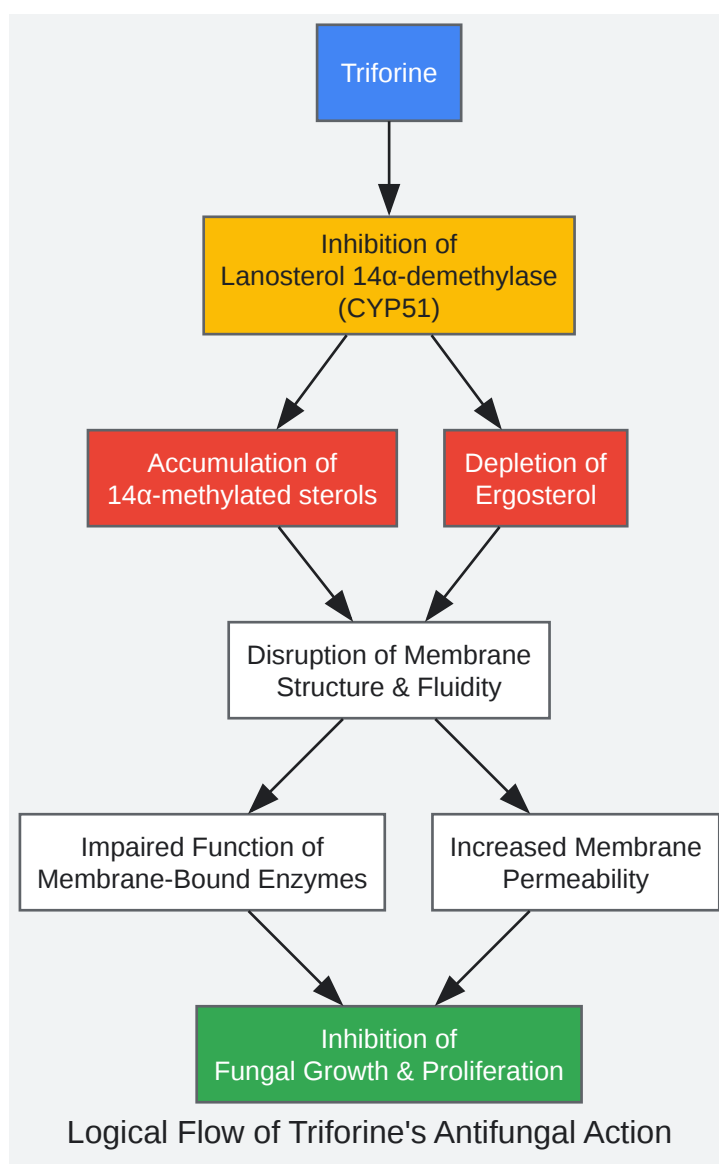 Triforine
Inhibition of
Lanosterol 14α-demethylase
(CYP51)
Accumulation of
14α-methylated sterols
Depletion of
Ergosterol
Disruption of Membrane
Structure & Fluidity
Impaired Function of
Membrane-Bound Enzymes
Increased Membrane
Permeability
Inhibition of
Fungal Growth & Proliferation
Logical Flow of Triforine's Antifungal Action